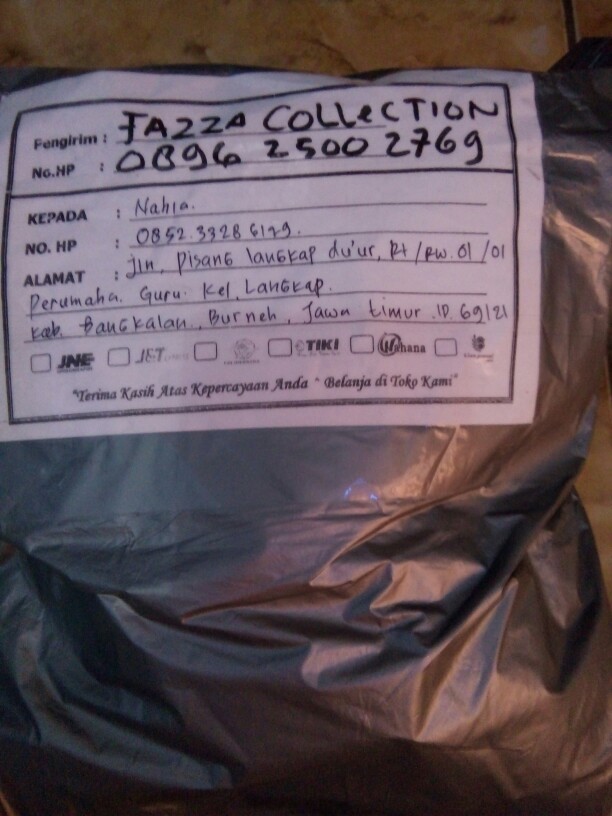 Pengirim : FAZZA COLLECTION
No.HP : 0896 2500 2769
KEPADA : Nahla.
NO. HP : 0852.3328 6179.
ALAMAT : jln, Pisang langkap du'ur, Rt/RW.01/01
Perumaha. Guru. Kel, Langkap.
kab. Bangkalan, Burneh, Jawa timur .ID. 69121
JNE J&T TIKI Wahana
"Terima Kasih Atas Kepercayaan Anda ^ Belanja di Toko Kami"